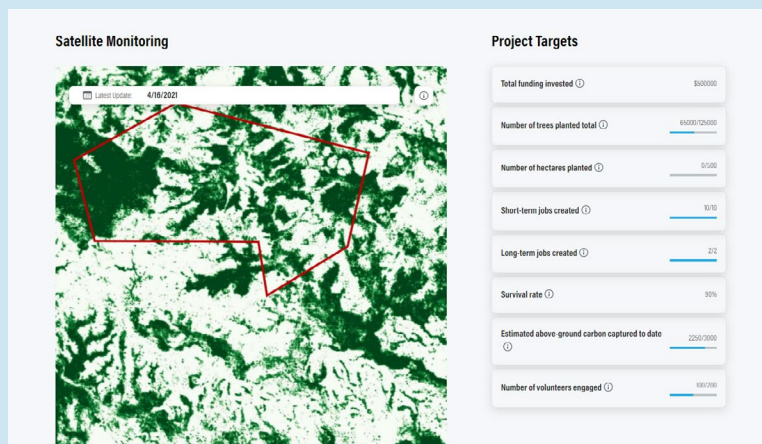 Satellite Monitoring
Latest Update: 4/16/2021
Project Targets
Total funding invested
$500000
Number of trees planted total
65000/125000
Number of hectares planted
0/500
Short-term jobs created
10/10
Long-term jobs created
2/2
Survival rate
90%
Estimated above-ground carbon captured to date
2250/3000
Number of volunteers engaged
100/200